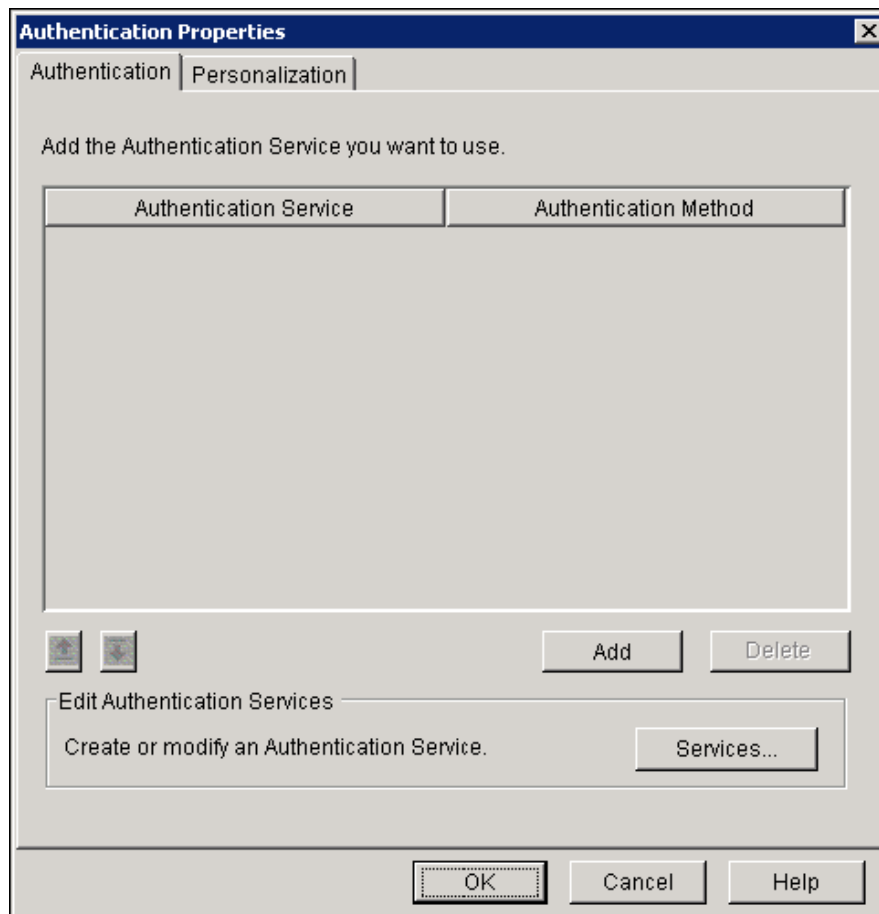 Authentication Properties
Authentication Personalization
Add the Authentication Service you want to use.
Authentication Service Authentication Method
Add Delete
Edit Authentication Services
Create or modify an Authentication Service. Services...
OK Cancel Help